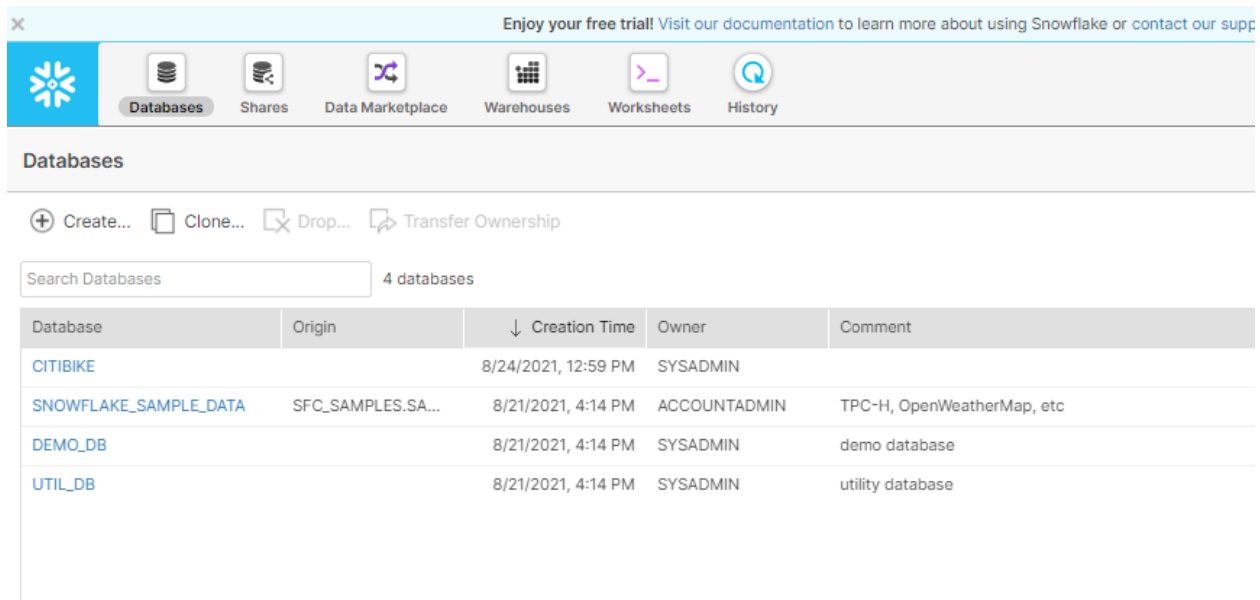 Enjoy your free trial! Visit our documentation to learn more about using Snowflake or contact our supp
Databases Shares Data Marketplace Warehouses Worksheets History
Databases
Create... Clone... Drop... Transfer Ownership
Search Databases 4 databases
Database Origin ↓ Creation Time Owner Comment
CITIBIKE 8/24/2021, 12:59 PM SYSADMIN
SNOWFLAKE_SAMPLE_DATA SFC_SAMPLES.SA... 8/21/2021, 4:14 PM ACCOUNTADMIN TPC-H, OpenWeatherMap, etc
DEMO_DB 8/21/2021, 4:14 PM SYSADMIN demo database
UTIL_DB 8/21/2021, 4:14 PM SYSADMIN utility database